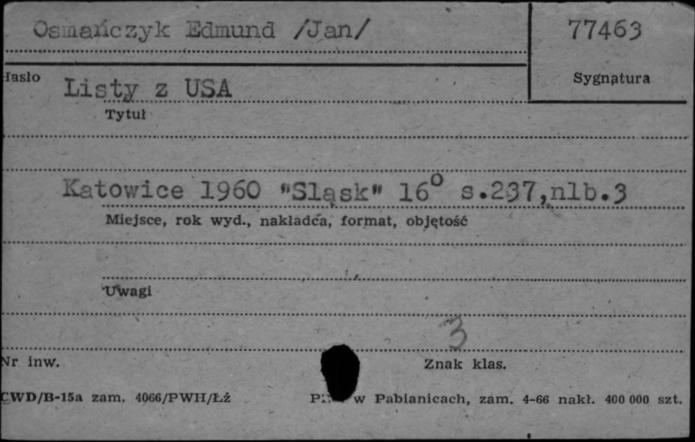 Osmańczyk Edmund /Jan/
77463
Hasło
Sygnatura
Listy z USA
Tytuł
Katowice 1960 "Sląsk" 16° s.237,nlb.3
Miejsce, rok wyd., nakładca, format, objętość
Uwagi
3
Nr inw.
Znak klas.
CWD/B-15a zam. 4066/PWH/Łź
w Pabianicach, zam. 4-66 nakł. 400 000 szt.